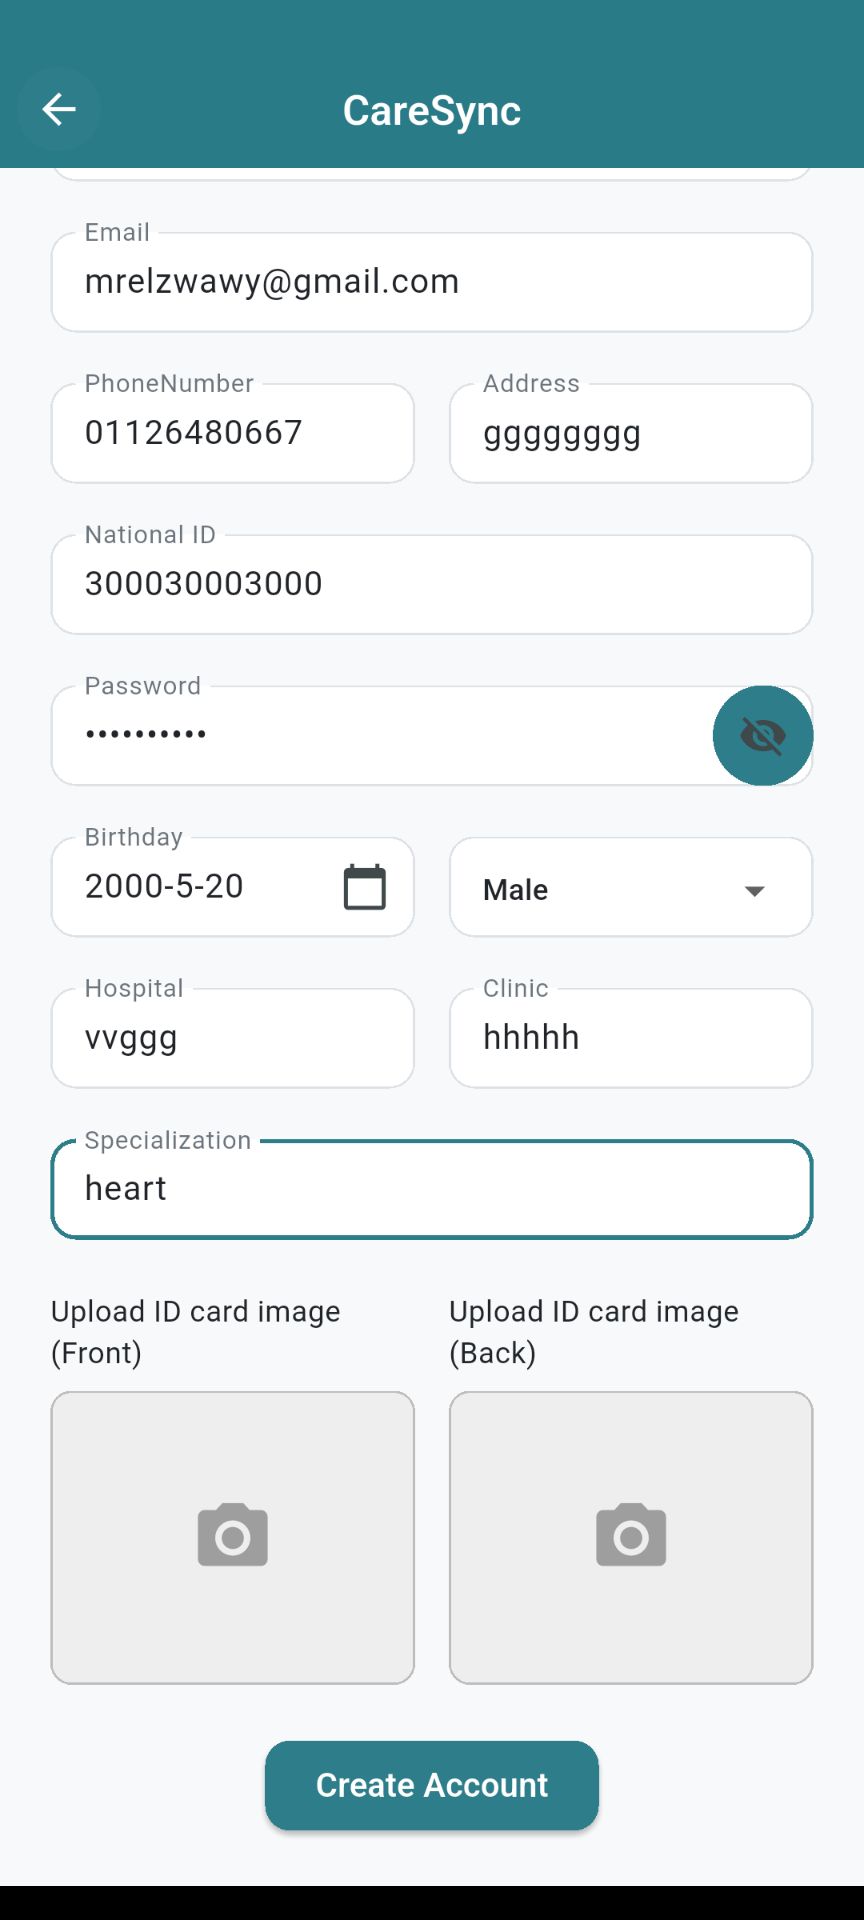 CareSync
Email
mrelzwawy@gmail.com
PhoneNumber
01126480667
Address
gggggggg
National ID
300030003000
Password
••••••••••
Birthday
2000-5-20
Male
Hospital
vvggg
Clinic
hhhhh
Specialization
heart
Upload ID card image
(Front)
Upload ID card image
(Back)
Create Account